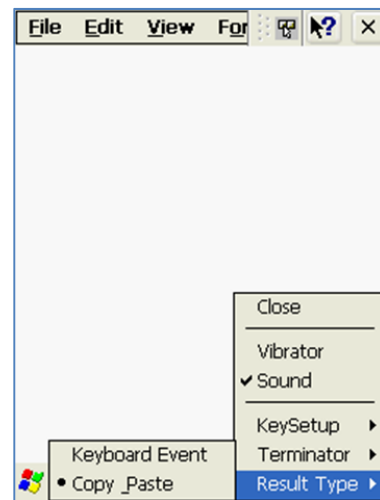 File Edit View For ?
Close
Vibrator
Sound
KeySetup
Terminator
Result Type
Keyboard Event
Copy _Paste